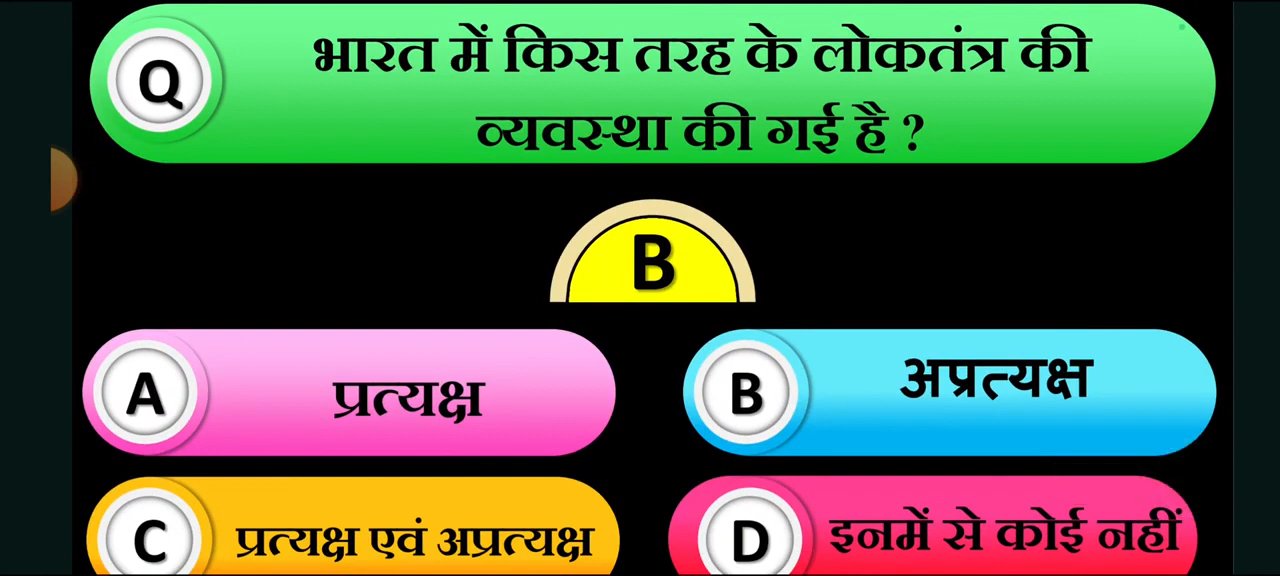 Q
भारत में किस तरह के लोकतंत्र की
व्यवस्था की गई है ?
B
A
प्रत्यक्ष
B
अप्रत्यक्ष
C
प्रत्यक्ष एवं अप्रत्यक्ष
D
इनमें से कोई नहीं